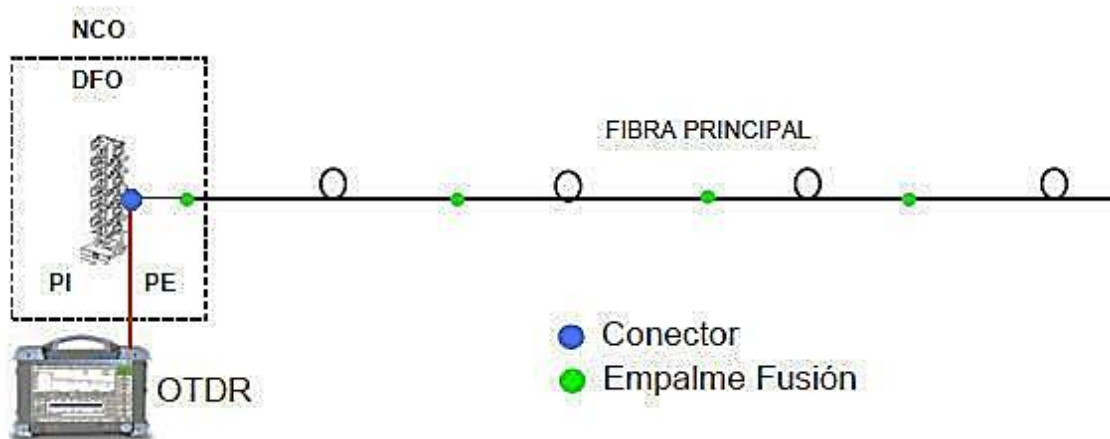 NCO
DFO
FIBRA PRINCIPAL
PI
PE
Conector
Empalme Fusión
OTDR